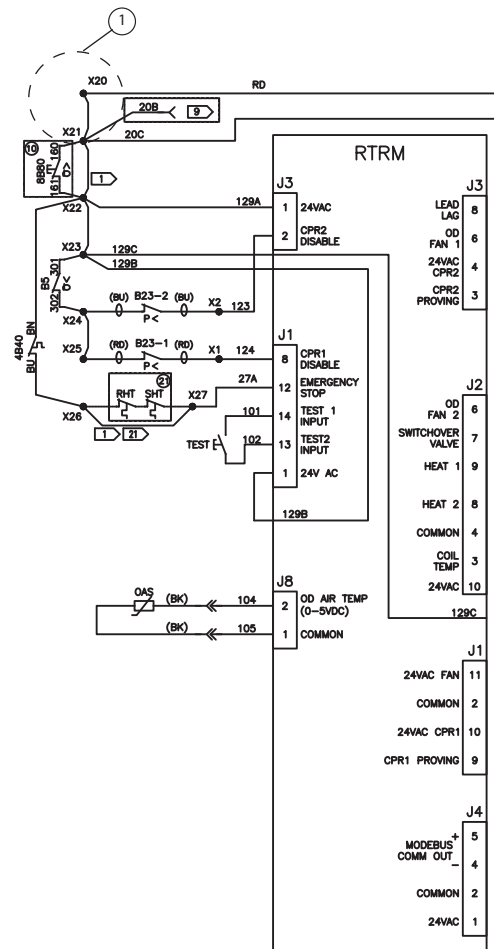 1
X20
RD
20B
9
X21
20C
10
160
8B80
161
1
X22
129A
RTRM
J3
1
24VAC
2
CPR2
DISABLE
J3
LEAD
LAG
8
OD
FAN 1
6
24VAC
CPR2
4
CPR2
PROVING
3
X23
129C
129B
301
B5
302
(BU)
B23-2
(BU)
X2
123
P<
X24
4B40
BN
BU
(RD)
B23-1
(RD)
X1
124
P<
X25
J1
8
CPR1
DISABLE
12
EMERGENCY
STOP
14
TEST 1
INPUT
13
TEST2
INPUT
1
24V AC
21
RHT
SHT
X27
27A
X26
1
21
101
TEST
102
129B
J2
OD
FAN 2
6
SWITCHOVER
VALVE
7
HEAT 1
9
HEAT 2
8
COMMON
4
COIL
TEMP
3
24VAC
10
129C
OAS
(BK)
104
(BK)
105
J8
2
OD AIR TEMP
(0-5VDC)
1
COMMON
J1
24VAC FAN
11
COMMON
2
24VAC CPR1
10
CPR1 PROVING
9
J4
MODEBUS
COMM OUT
+
5
-
4
COMMON
2
24VAC
1